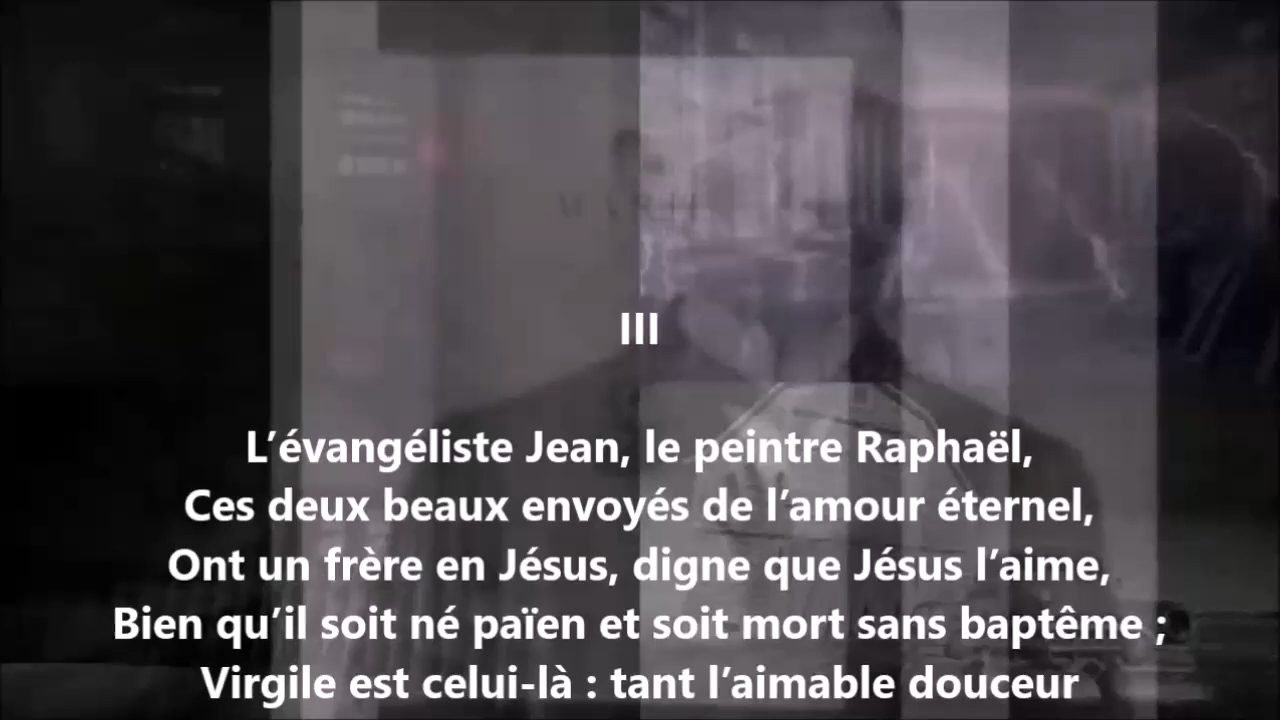 III
L’évangéliste Jean, le peintre Raphaël,
Ces deux beaux envoyés de l’amour éternel,
Ont un frère en Jésus, digne que Jésus l’aime,
Bien qu’il soit né païen et soit mort sans baptême ;
Virgile est celui-là : tant l’aimable douceur